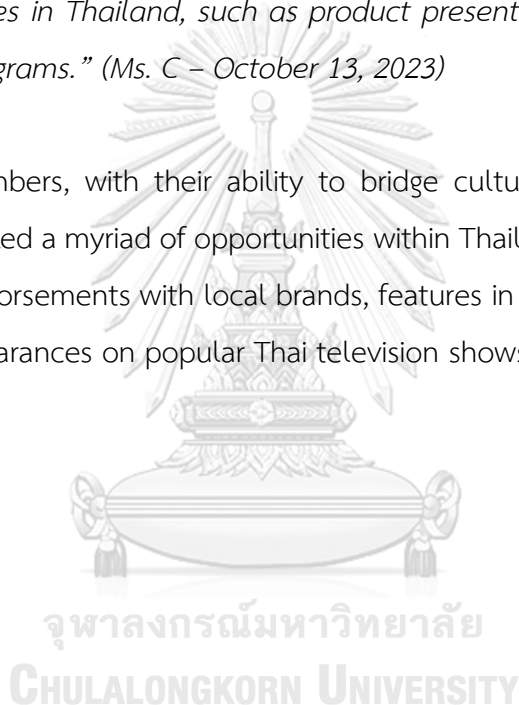 es in Thailand, such as product present
grams." (Ms. C – October 13, 2023)
nbers, with their ability to bridge cultu
ed a myriad of opportunities within Thail
orsements with local brands, features in
earances on popular Thai television shows
จุฬาลงกรณ์มหาวิทยาลัย
CHULALONGKORN UNIVERSITY